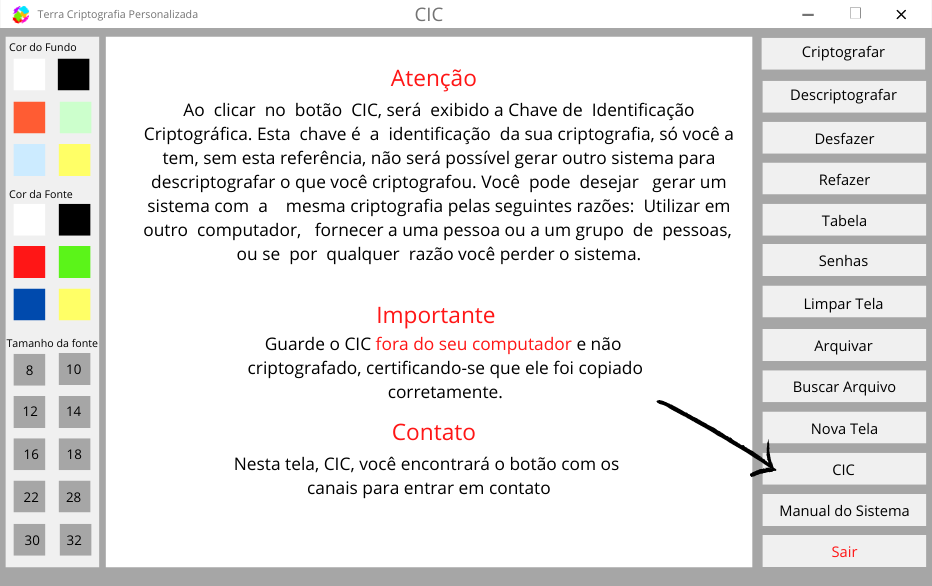 Terra Criptografia Personalizada
CIC
Cor do Fundo
Cor da Fonte
Tamanho da fonte
8 10
12 14
16 18
22 28
30 32
Atenção
Ao clicar no botão CIC, será exibido a Chave de Identificação
Criptográfica. Esta chave é a identificação da sua criptografia, só você a
tem, sem esta referência, não será possível gerar outro sistema para
descriptografar o que você criptografou. Você pode desejar gerar um
sistema com a mesma criptografia pelas seguintes razões: Utilizar em
outro computador, fornecer a uma pessoa ou a um grupo de pessoas,
ou se por qualquer razão você perder o sistema.
Importante
Guarde o CIC fora do seu computador e não
criptografado, certificando-se que ele foi copiado
corretamente.
Contato
Nesta tela, CIC, você encontrará o botão com os
canais para entrar em contato
Criptografar
Descriptografar
Desfazer
Refazer
Tabela
Senhas
Limpar Tela
Arquivar
Buscar Arquivo
Nova Tela
CIC
Manual do Sistema
Sair